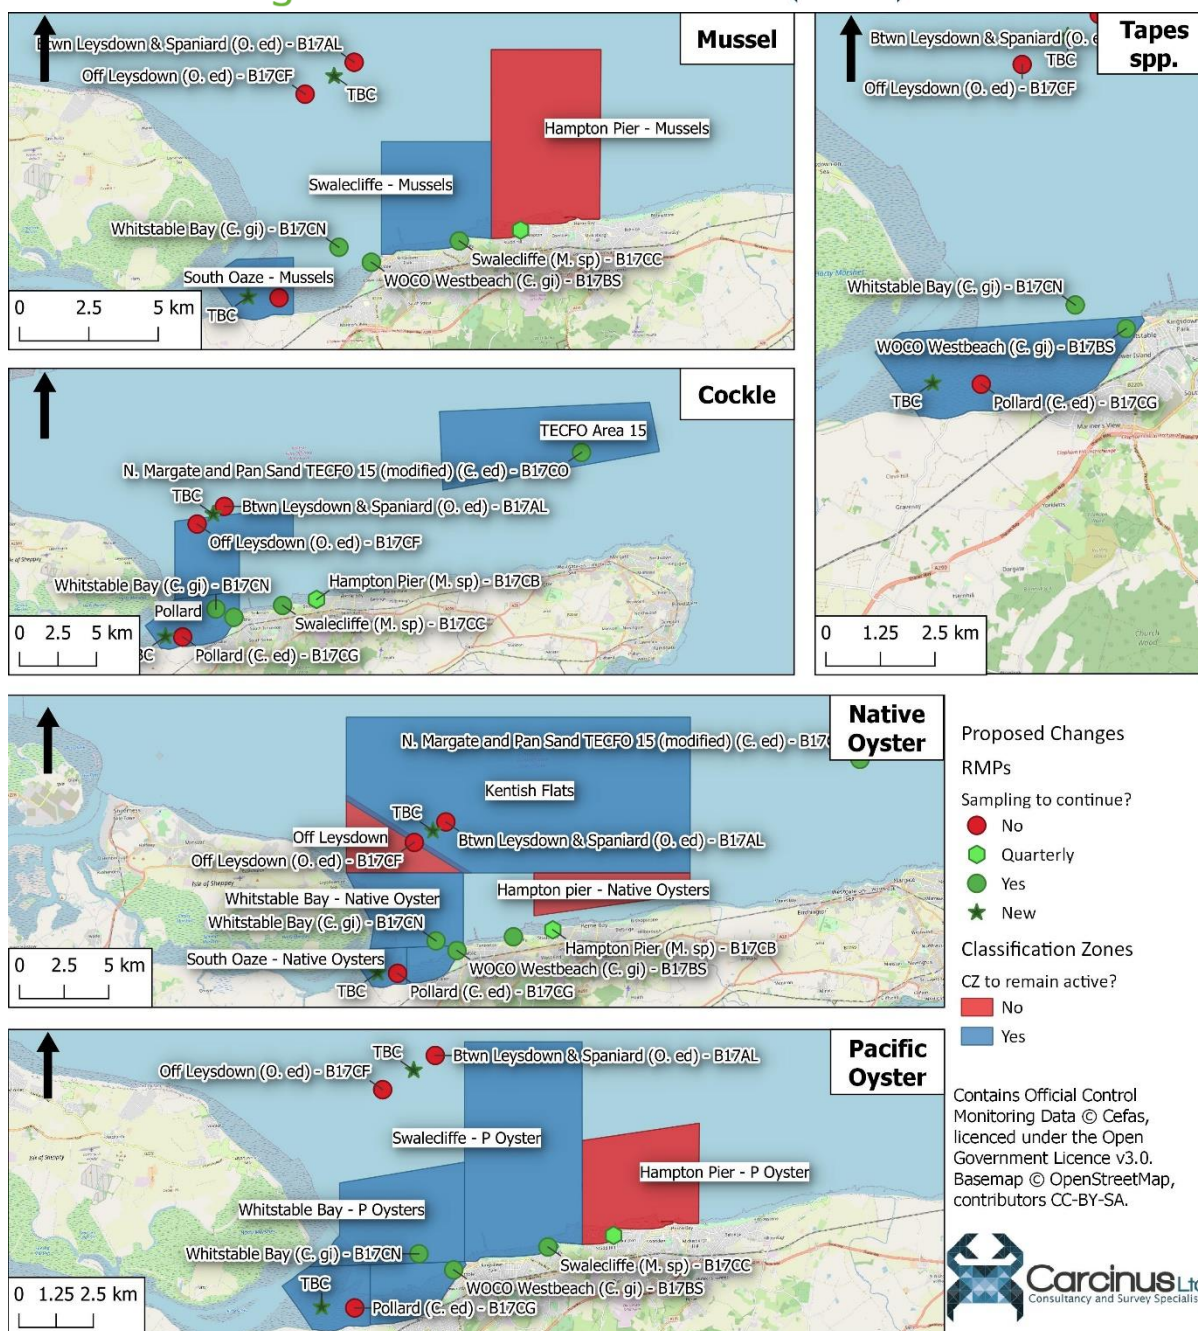 Mussel
Btwn Leysdown & Spaniard (O. ed) - B17AL
Off Leysdown (O. ed) - B17CF
TBC
Hampton Pier - Mussels
Swalecliffe - Mussels
Whitstable Bay (C. gi) - B17CN
Swalecliffe (M. sp) - B17CC
WOCO Westbeach (C. gi) - B17BS
South Oaze - Mussels
TBC
0 2.5 5 km
Tapes
spp.
Btwn Leysdown & Spaniard (O. e
TBC
Off Leysdown (O. ed) - B17CF
Whitstable Bay (C. gi) - B17CN
WOCO Westbeach (C. gi) - B17BS
TBC
Pollard (C. ed) - B17CG
0 1.25 2.5 km
Cockle
TECFO Area 15
N. Margate and Pan Sand TECFO 15 (modified) (C. ed) - B17CO
TBC
Btwn Leysdown & Spaniard (O. ed) - B17AL
Off Leysdown (O. ed) - B17CF
Isle of Sheppey
Whitstable Bay (C. gi) - B17CN
Hampton Pier (M. sp) - B17CB
Pollard
Swalecliffe (M. sp) - B17CC
TBC
Pollard (C. ed) - B17CG
0 2.5 5 km
Native
Oyster
N. Margate and Pan Sand TECFO 15 (modified) (C. ed) - B17C
Kentish Flats
TBC
Off Leysdown
Btwn Leysdown & Spaniard (O. ed) - B17AL
Off Leysdown (O. ed) - B17CF
Isle of Sheppey
Hampton pier - Native Oysters
Whitstable Bay - Native Oyster
Whitstable Bay (C. gi) - B17CN
Hampton Pier (M. sp) - B17CB
WOCO Westbeach (C. gi) - B17BS
South Oaze - Native Oysters
TBC
Pollard (C. ed) - B17CG
0 2.5 5 km
Pacific
Oyster
TBC
Btwn Leysdown & Spaniard (O. ed) - B17AL
Off Leysdown (O. ed) - B17CF
Swalecliffe - P Oyster
Hampton Pier - P Oyster
Whitstable Bay - P Oysters
Whitstable Bay (C. gi) - B17CN
Swalecliffe (M. sp) - B17CC
WOCO Westbeach (C. gi) - B17BS
TBC
Pollard (C. ed) - B17CG
0 1.25 2.5 km
Proposed Changes
RMPs
Sampling to continue?
No
Quarterly
Yes
New
Classification Zones
CZ to remain active?
No
Yes
Contains Official Control
Monitoring Data © Cefas,
licenced under the Open
Government Licence v3.0.
Basemap © OpenStreetMap,
contributors CC-BY-SA.
Carcinus Ltd
Consultancy and Survey Specialis